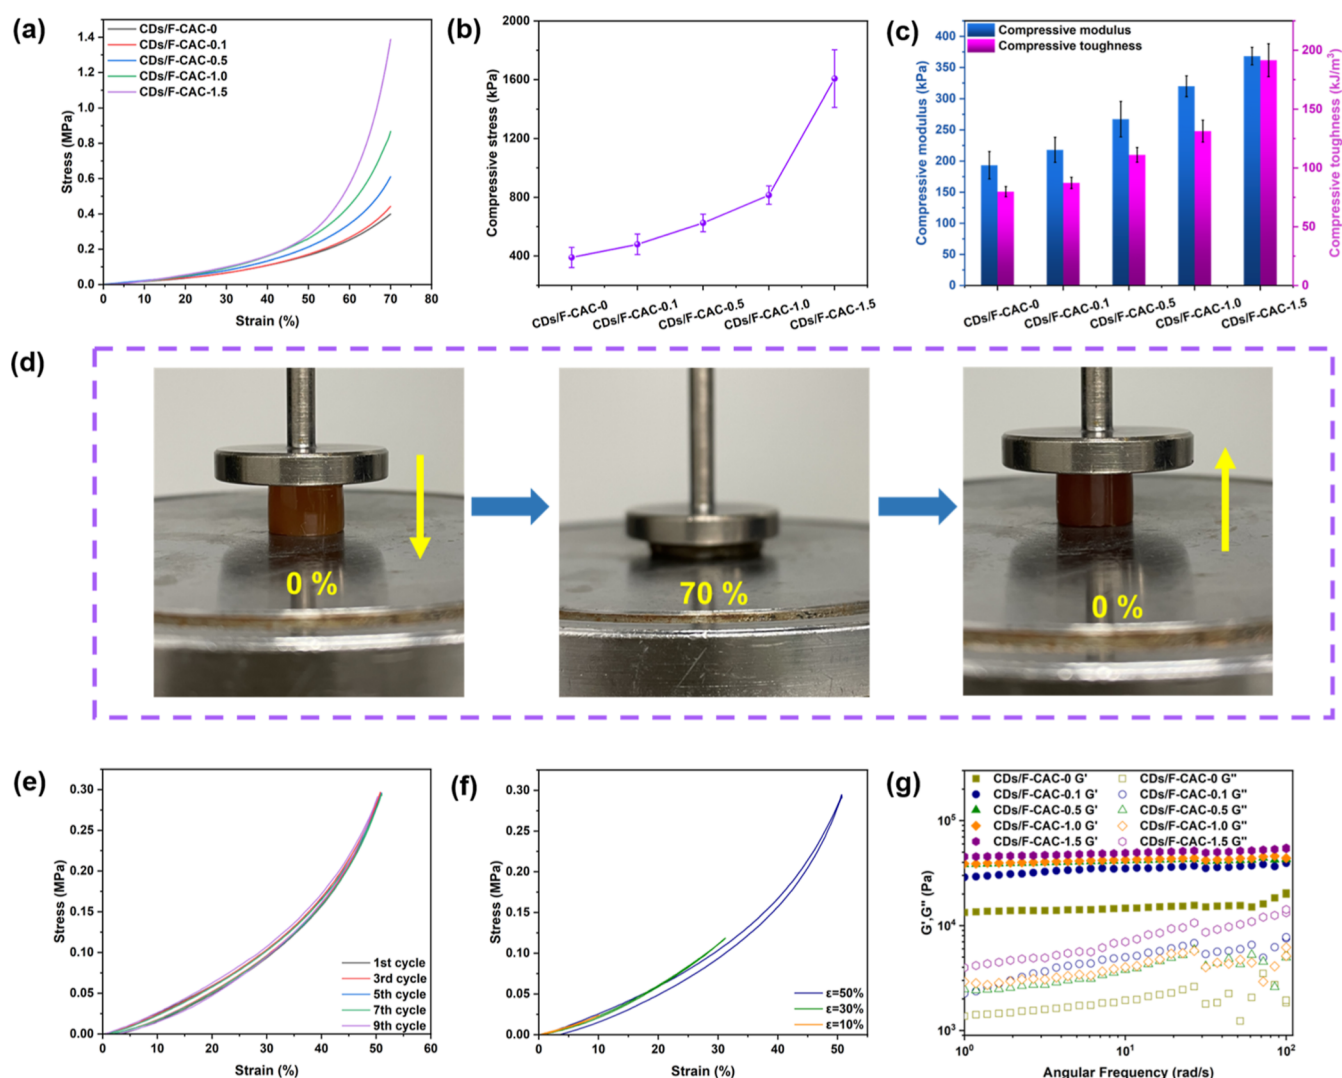 (a)
CDs/F-CAC-0
CDs/F-CAC-0.1
CDs/F-CAC-0.5
CDs/F-CAC-1.0
CDs/F-CAC-1.5
1.4
1.2
1.0
0.8
0.6
0.4
0.2
0.0
0 10 20 30 40 50 60 70 80
Stress (MPa)
Strain (%)
(b)
2000
1600
1200
800
400
Compressive stress (kPa)
CDs/F-CAC-0
CDs/F-CAC-0.1
CDs/F-CAC-0.5
CDs/F-CAC-1.0
CDs/F-CAC-1.5
(c)
Compressive modulus
Compressive toughness
400
350
300
250
200
150
100
50
0
Compressive modulus (kPa)
200
150
100
50
0
Compressive toughness (kJ/m³)
CDs/F-CAC-0
CDs/F-CAC-0.1
CDs/F-CAC-0.5
CDs/F-CAC-1.0
CDs/F-CAC-1.5
(d)
0 %
70 %
0 %
(e)
0.30
0.25
0.20
0.15
0.10
0.05
0.00
0 10 20 30 40 50 60
Stress (MPa)
Strain (%)
1st cycle
3rd cycle
5th cycle
7th cycle
9th cycle
(f)
0.30
0.25
0.20
0.15
0.10
0.05
0.00
0 10 20 30 40 50
Stress (MPa)
Strain (%)
ε=50%
ε=30%
ε=10%
(g)
CDs/F-CAC-0 G' CDs/F-CAC-0 G''
CDs/F-CAC-0.1 G' CDs/F-CAC-0.1 G''
CDs/F-CAC-0.5 G' CDs/F-CAC-0.5 G''
CDs/F-CAC-1.0 G' CDs/F-CAC-1.0 G''
CDs/F-CAC-1.5 G' CDs/F-CAC-1.5 G''
10⁵
10⁴
10³
G',G'' (Pa)
10⁰ 10¹ 10²
Angular Frequency (rad/s)